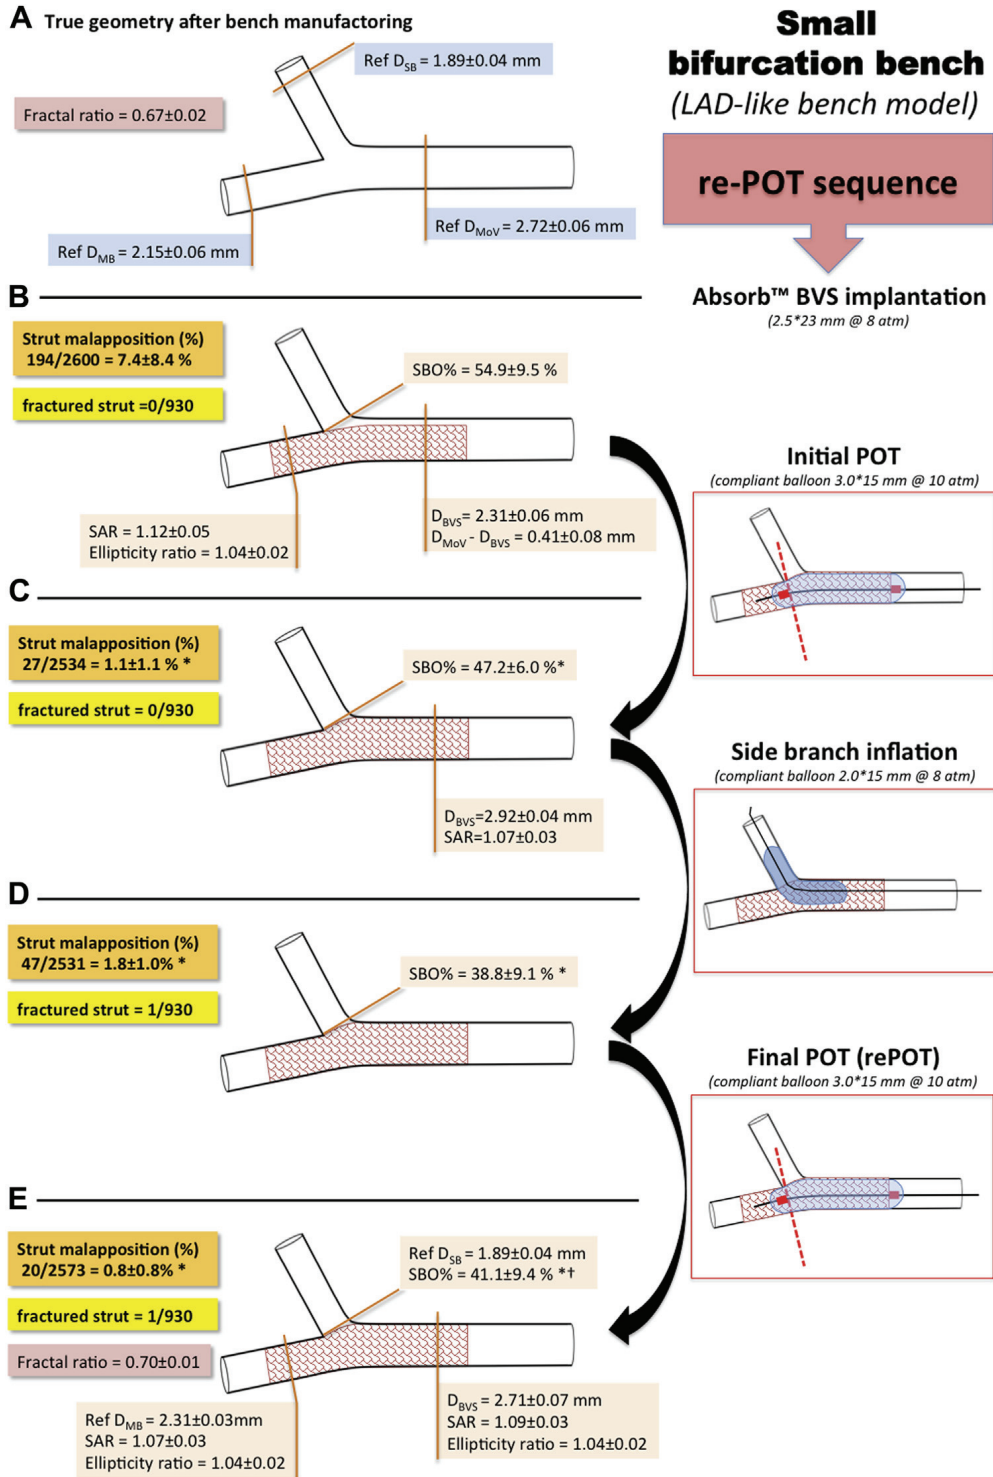 A True geometry after bench manufactoring
Ref D_SB = 1.89±0.04 mm
Fractal ratio = 0.67±0.02
Ref D_MoV = 2.72±0.06 mm
Ref D_MB = 2.15±0.06 mm
Small
bifurcation bench
(LAD-like bench model)
re-POT sequence
Absorb™ BVS implantation
(2.5*23 mm @ 8 atm)
B
Strut malapposition (%)
194/2600 = 7.4±8.4 %
fractured strut =0/930
SBO% = 54.9±9.5 %
SAR = 1.12±0.05
Ellipticity ratio = 1.04±0.02
D_BVS= 2.31±0.06 mm
D_MoV - D_BVS = 0.41±0.08 mm
Initial POT
(compliant balloon 3.0*15 mm @ 10 atm)
C
Strut malapposition (%)
27/2534 = 1.1±1.1 % *
fractured strut = 0/930
SBO% = 47.2±6.0 %*
D_BVS=2.92±0.04 mm
SAR=1.07±0.03
Side branch inflation
(compliant balloon 2.0*15 mm @ 8 atm)
D
Strut malapposition (%)
47/2531 = 1.8±1.0% *
fractured strut = 1/930
SBO% = 38.8±9.1 % *
Final POT (rePOT)
(compliant balloon 3.0*15 mm @ 10 atm)
E
Strut malapposition (%)
20/2573 = 0.8±0.8% *
fractured strut = 1/930
Fractal ratio = 0.70±0.01
Ref D_SB = 1.89±0.04 mm
SBO% = 41.1±9.4 % *†
Ref D_MB = 2.31±0.03mm
SAR = 1.07±0.03
Ellipticity ratio = 1.04±0.02
D_BVS = 2.71±0.07 mm
SAR = 1.09±0.03
Ellipticity ratio = 1.04±0.02